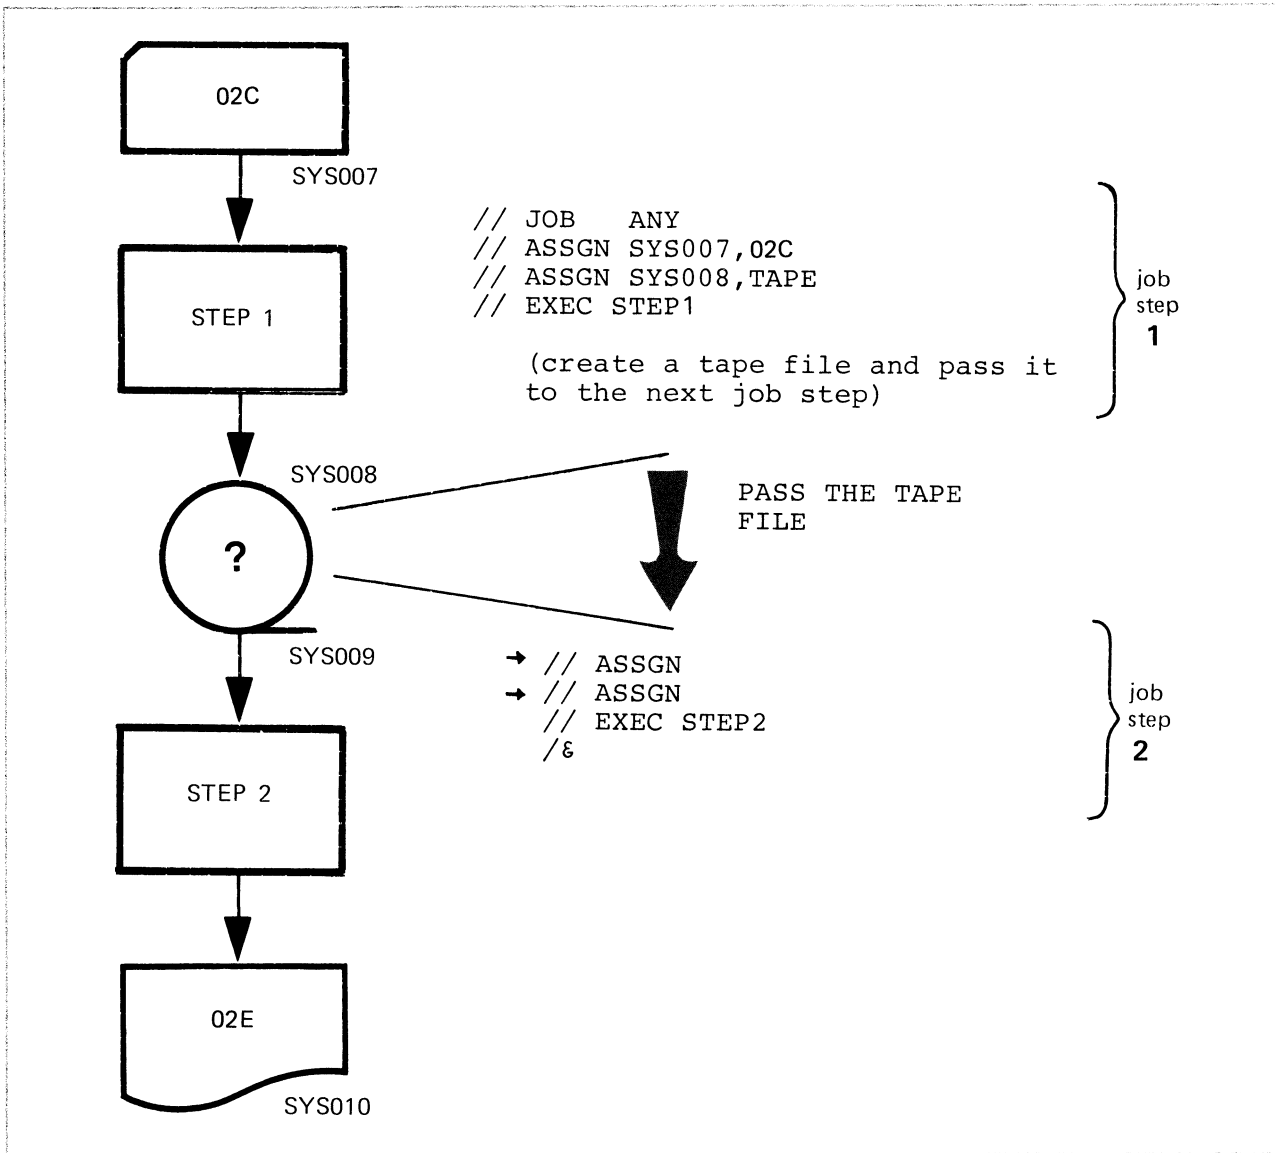 02C
SYS007
// JOB   ANY
// ASSGN SYS007,02C
// ASSGN SYS008,TAPE
// EXEC STEP1
(create a tape file and pass it
to the next job step)
job
step
1
STEP 1
SYS008
?
PASS THE TAPE
FILE
SYS009
→ // ASSGN
→ // ASSGN
// EXEC STEP2
/&
job
step
2
STEP 2
02E
SYS010